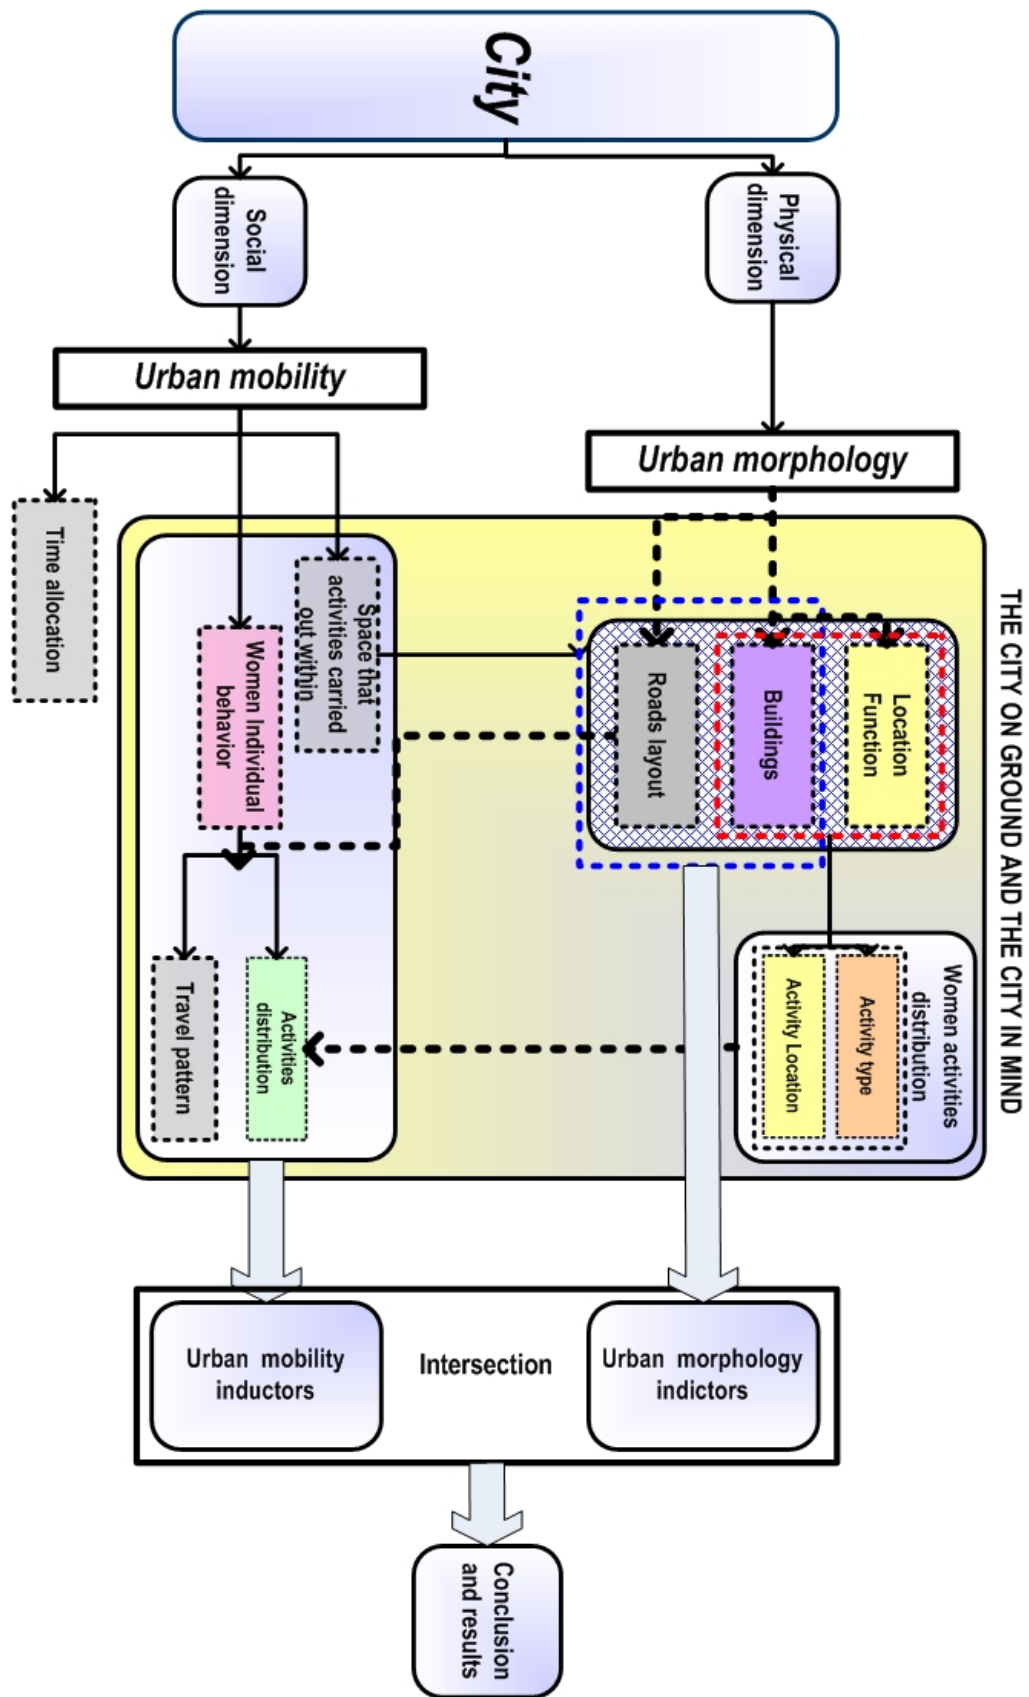 City
Social
dimension
Physical
dimension
Urban mobility
Urban morphology
THE CITY ON GROUND AND THE CITY IN MIND
Time allocation
Space that
activities carried
out within
Women Individual
behavior
Roads layout
Buildings
Location
Function
Women activities
distribution
Activity type
Activity Location
Activities
distribution
Travel pattern
Urban mobility
inductors
Intersection
Urban morphology
indictors
Conclusion
and results